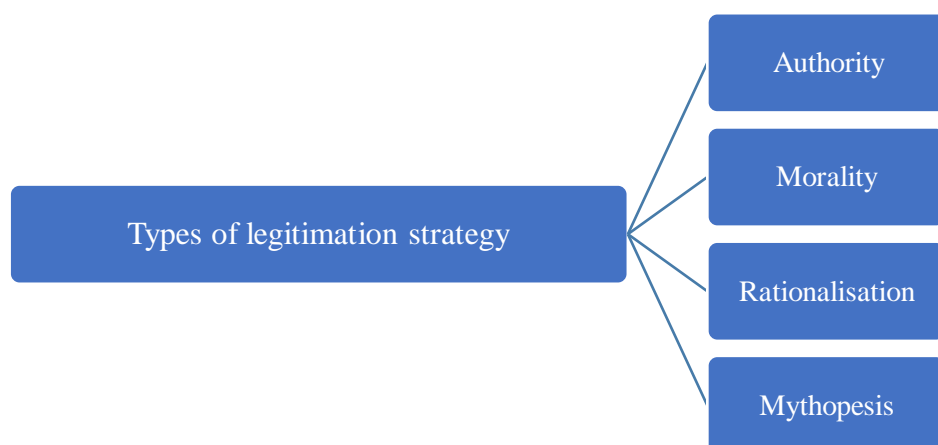 Authority
Morality
Types of legitimation strategy
Rationalisation
Mythopesis